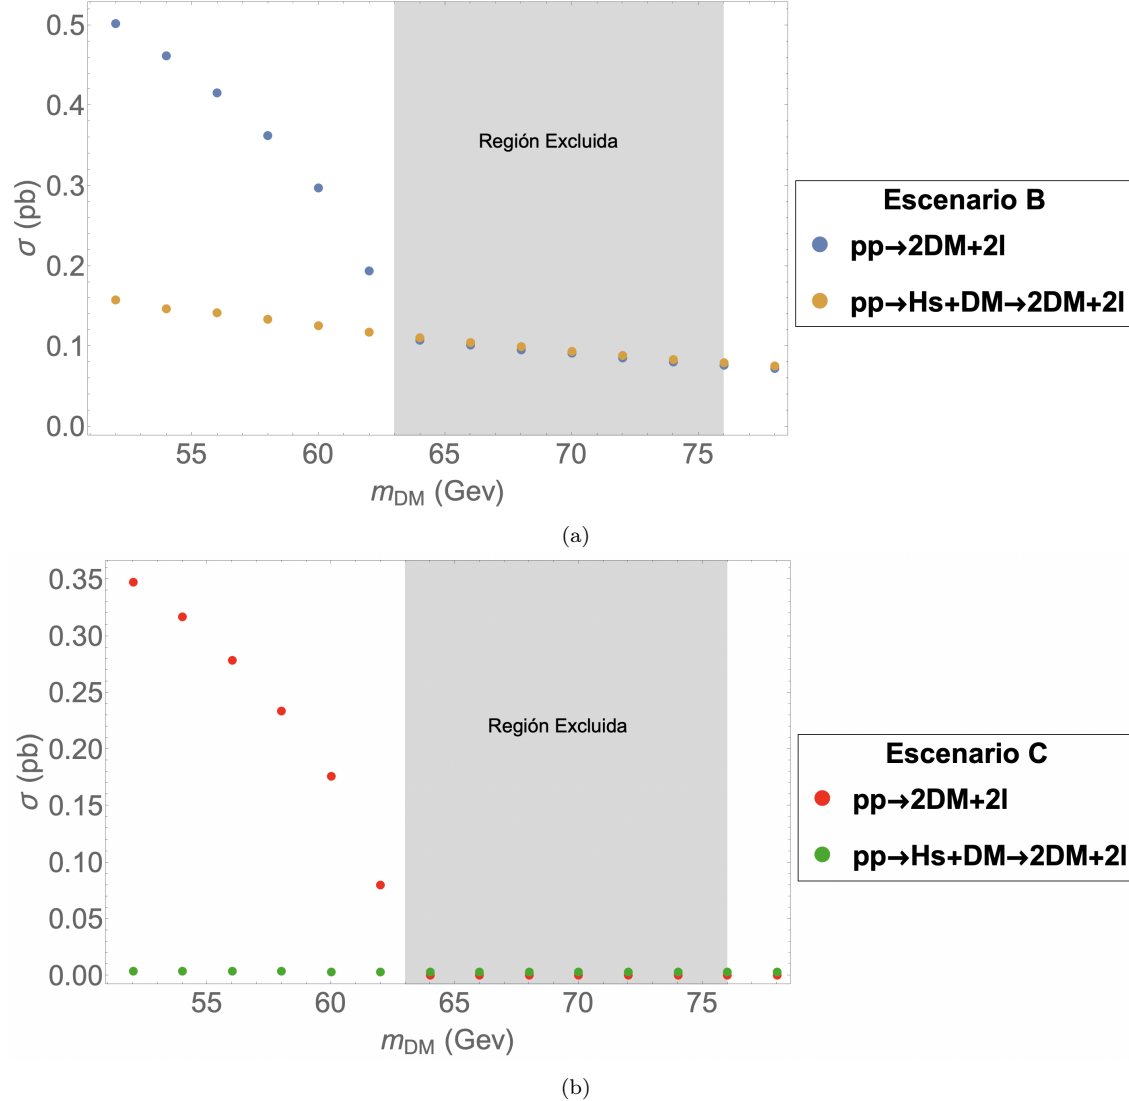 0.5
0.4
0.3
0.2
0.1
0.0
σ (pb)
Región Excluida
55 60 65 70 75
mDM (Gev)
Escenario B
pp→2DM+2l
pp→Hs+DM→2DM+2l
(a)
0.35
0.30
0.25
0.20
0.15
0.10
0.05
0.00
σ (pb)
Región Excluida
55 60 65 70 75
mDM (Gev)
Escenario C
pp→2DM+2l
pp→Hs+DM→2DM+2l
(b)